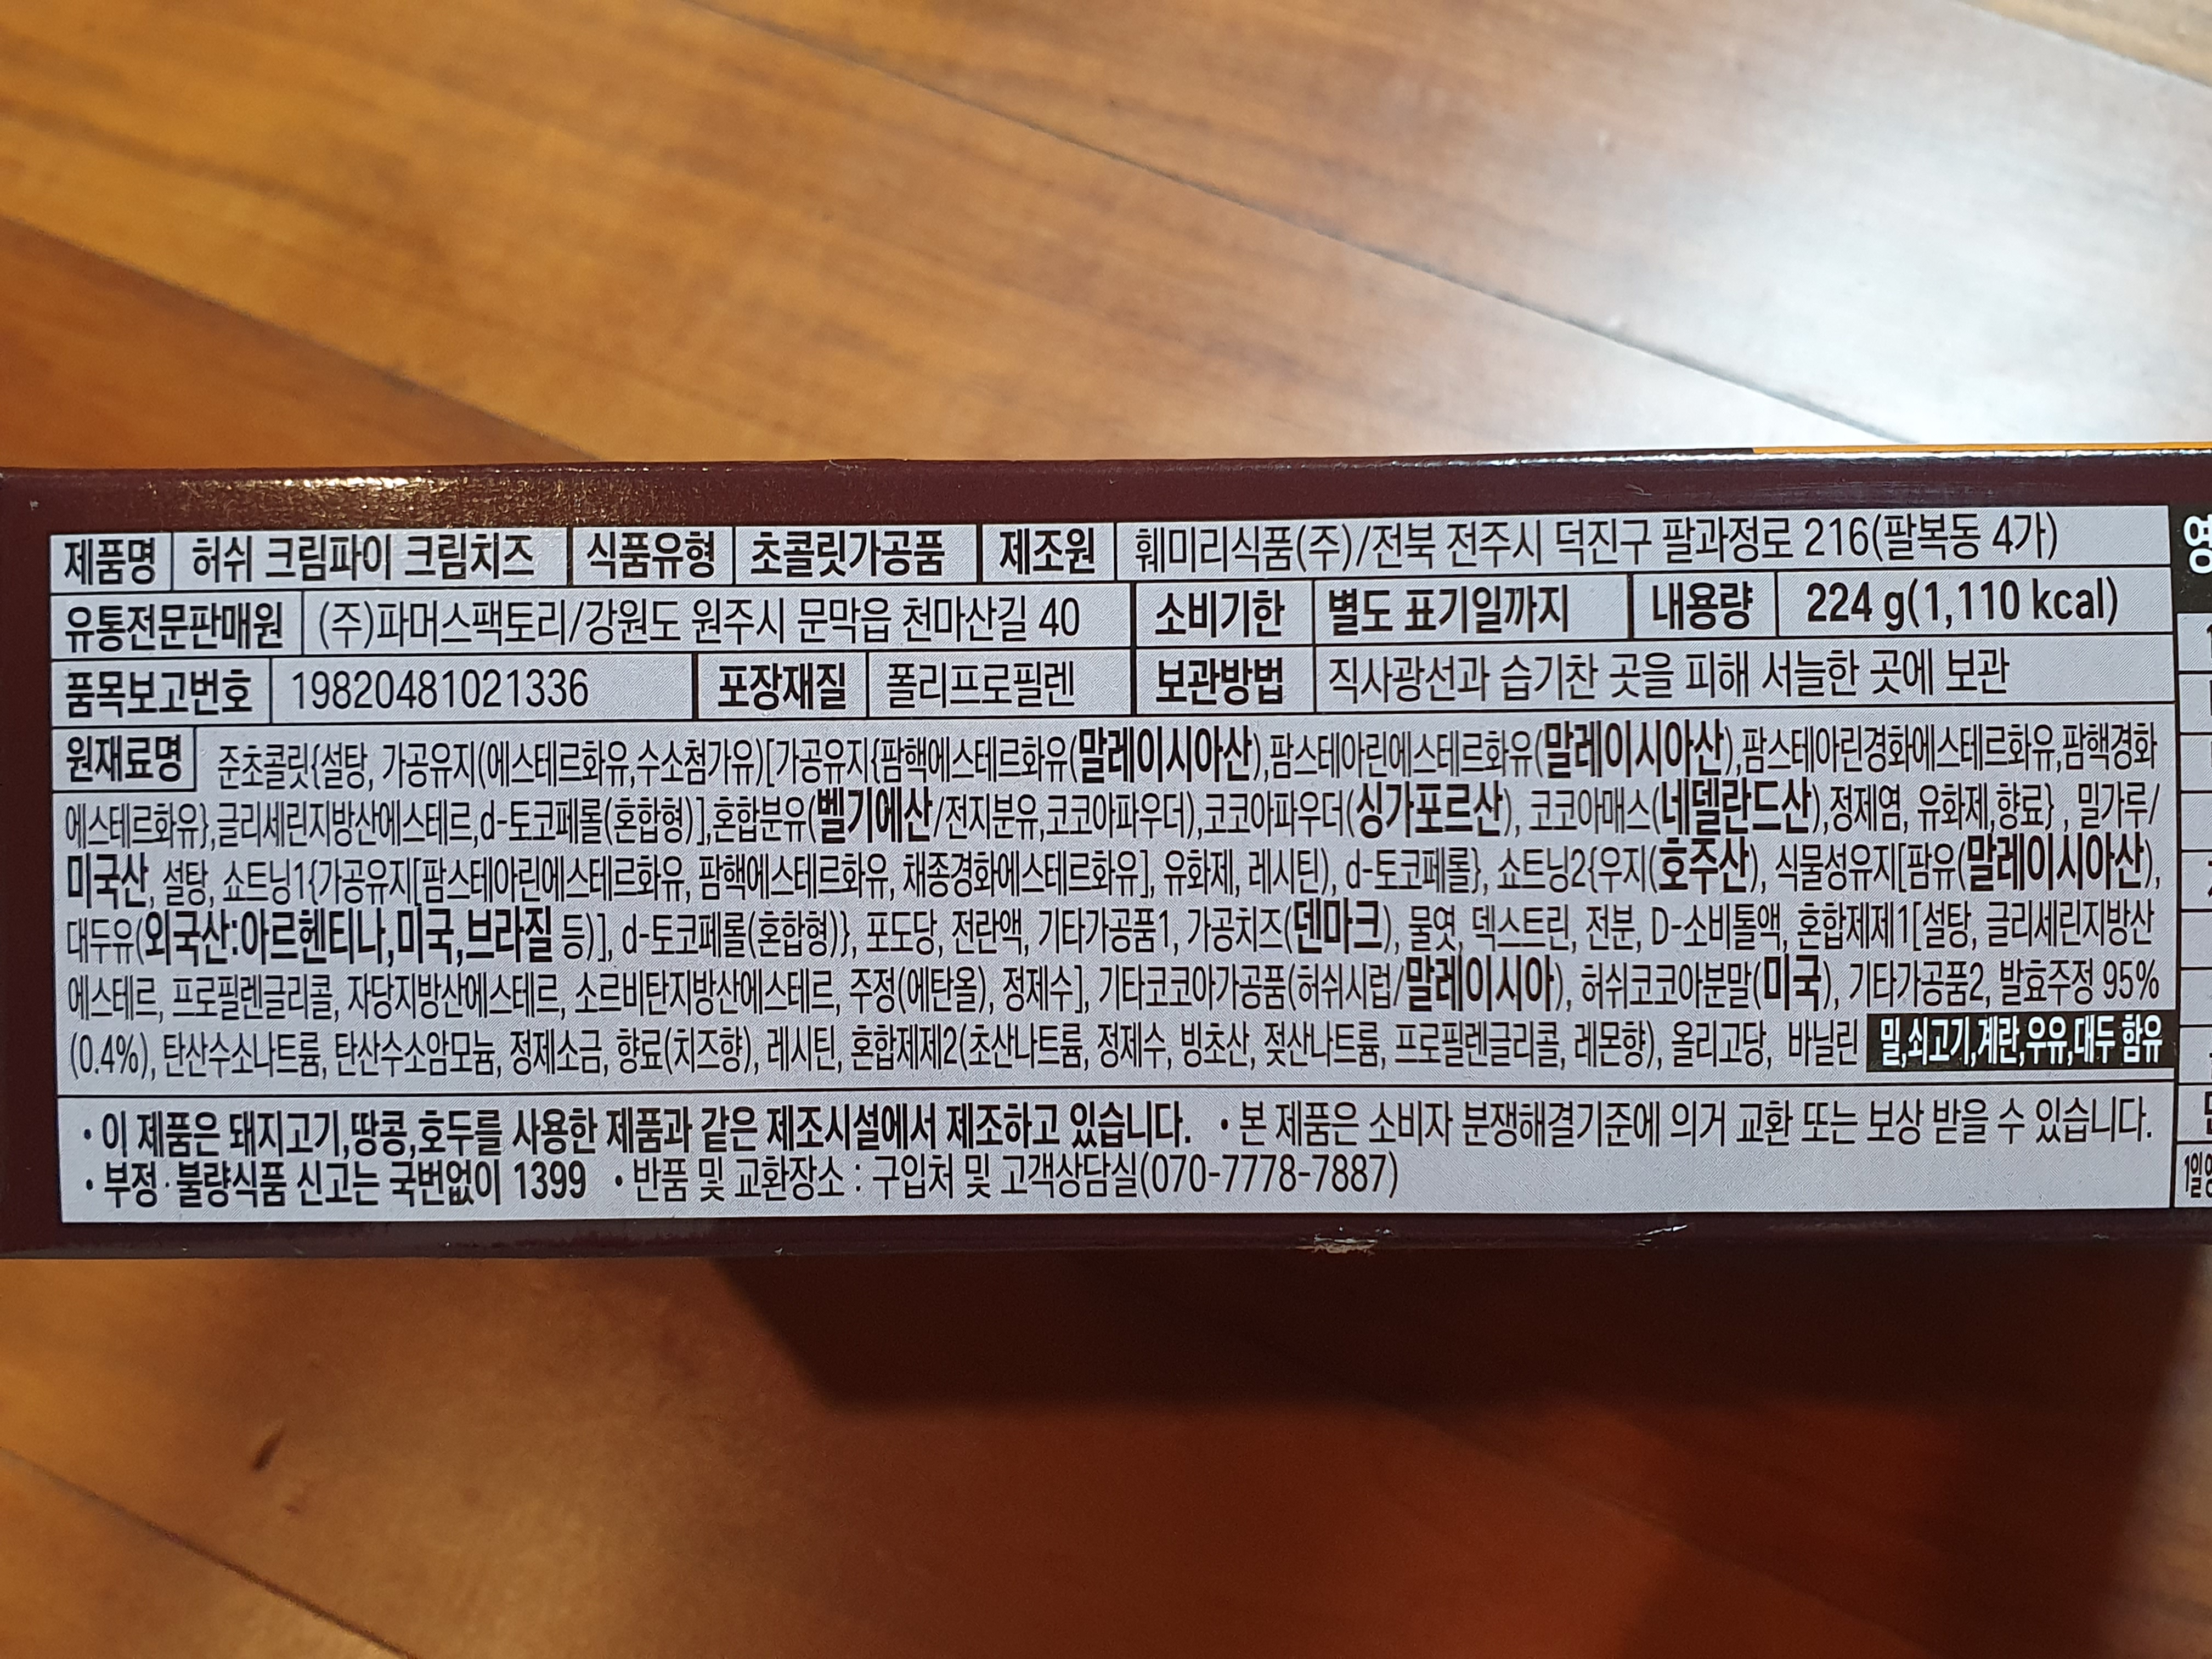 제품명 허쉬 크림파이 크림치즈 식품유형 초콜릿가공품 제조원 훼미리식품(주)/전북 전주시 덕진구 팔과정로 216(팔복동 4가)
유통전문판매원 (주)파머스팩토리/강원도 원주시 문막읍 천마산길 40 소비기한 별도 표기일까지 내용량 224 g(1,110 kcal)
품목보고번호 19820481021336 포장재질 폴리프로필렌 보관방법 직사광선과 습기찬 곳을 피해 서늘한 곳에 보관
원재료명 준초콜릿{설탕, 가공유지(에스테르화유,수소첨가유)[가공유지{팜핵에스테르화유(말레이시아산),팜스테아린에스테르화유(말레이시아산),팜스테아린경화에스테르화유,팜핵경화
에스테르화유},글리세린지방산에스테르,d-토코페롤(혼합형)],혼합분유(벨기에산/전지분유,코코아파우더),코코아파우더(싱가포르산), 코코아매스(네델란드산),정제염, 유화제,향료}, 밀가루/
미국산, 설탕, 쇼트닝1{가공유지[팜스테아린에스테르화유, 팜핵에스테르화유, 채종경화에스테르화유], 유화제, 레시틴), d-토코페롤}, 쇼트닝2{우지(호주산), 식물성유지[팜유(말레이시아산),
대두유(외국산:아르헨티나,미국,브라질 등)], d-토코페롤(혼합형)}, 포도당, 전란액, 기타가공품1, 가공치즈(덴마크), 물엿, 덱스트린, 전분, D-소비톨액, 혼합제제1[설탕, 글리세린지방산
에스테르, 프로필렌글리콜, 자당지방산에스테르, 소르비탄지방산에스테르, 주정(에탄올), 정제수], 기타코코아가공품(허쉬시럽/말레이시아), 허쉬코코아분말(미국), 기타가공품2, 발효주정 95%
(0.4%), 탄산수소나트륨, 탄산수소암모늄, 정제소금, 향료(치즈향), 레시틴, 혼합제제2(초산나트륨, 정제수, 빙초산, 젖산나트륨, 프로필렌글리콜, 레몬향), 올리고당, 바닐린 밀,쇠고기,계란,우유,대두 함유
• 이 제품은 돼지고기,땅콩,호두를 사용한 제품과 같은 제조시설에서 제조하고 있습니다. • 본 제품은 소비자 분쟁해결기준에 의거 교환 또는 보상 받을 수 있습니다.
• 부정·불량식품 신고는 국번없이 1399 • 반품 및 교환장소 : 구입처 및 고객상담실(070-7778-7887)